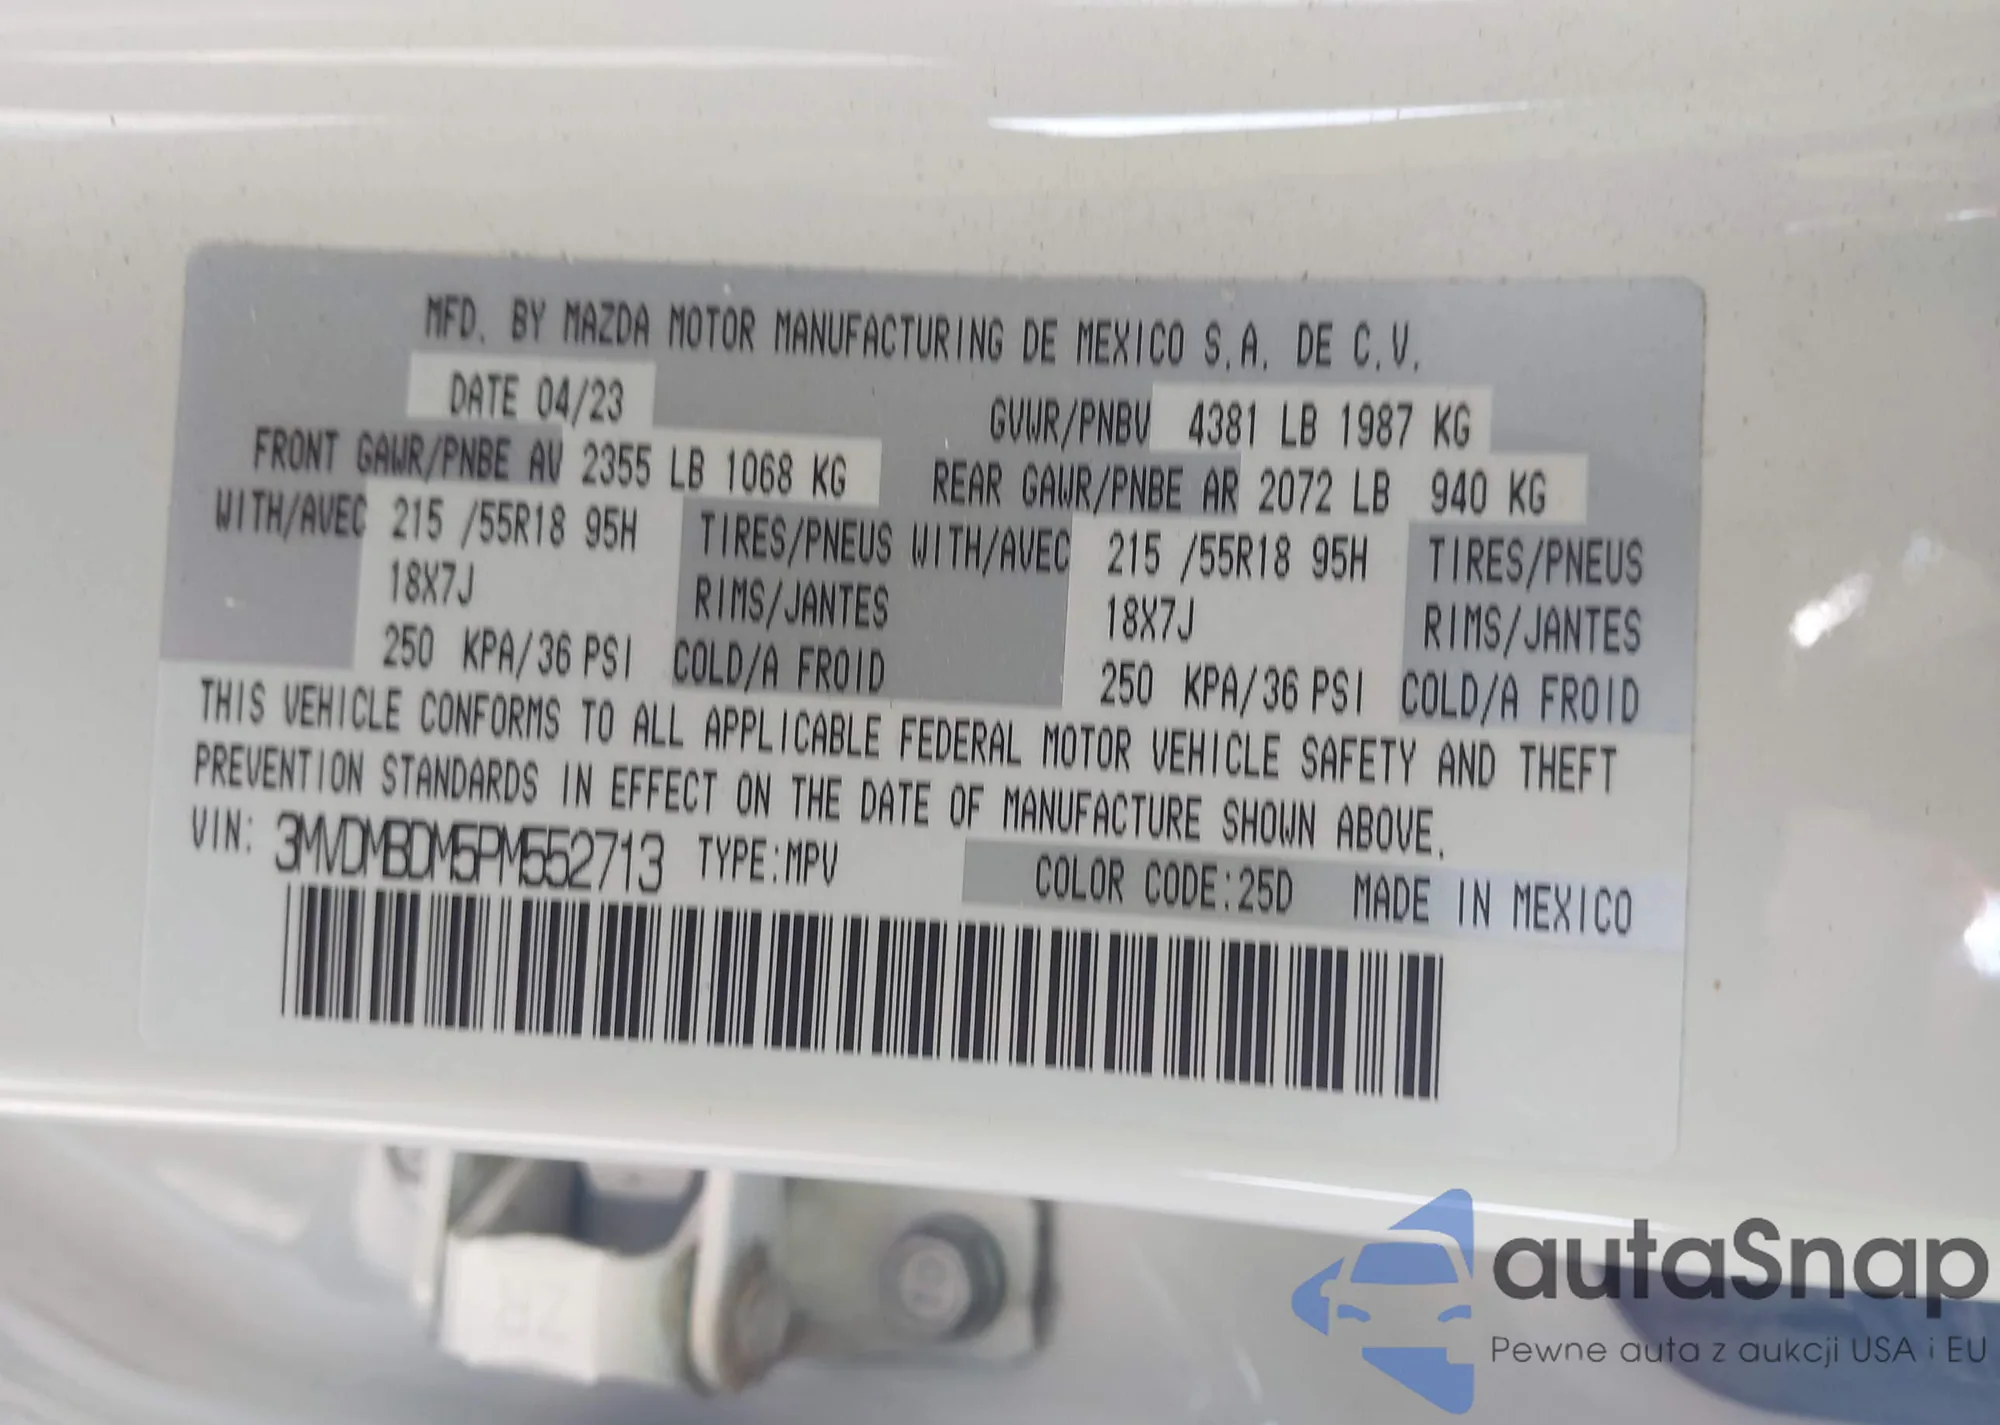 MFD. BY MAZDA MOTOR MANUFACTURING DE MEXICO S.A. DE C.V.
DATE 04/23 GVWR/PNBV 4381 LB 1987 KG
FRONT GAWR/PNBE AV 2355 LB 1068 KG REAR GAWR/PNBE AR 2072 LB 940 KG
WITH/AVEC 215 /55R18 95H TIRES/PNEUS WITH/AVEC 215 /55R18 95H TIRES/PNEUS
18X7J RIMS/JANTES 18X7J RIMS/JANTES
250 KPA/36 PSI COLD/A FROID 250 KPA/36 PSI COLD/A FROID
THIS VEHICLE CONFORMS TO ALL APPLICABLE FEDERAL MOTOR VEHICLE SAFETY AND THEFT
PREVENTION STANDARDS IN EFFECT ON THE DATE OF MANUFACTURE SHOWN ABOVE.
VIN: 3MVDMBDM5PM552713 TYPE:MPV COLOR CODE:25D MADE IN MEXICO
autaSnap
Pewne auta z aukcji USA i EU